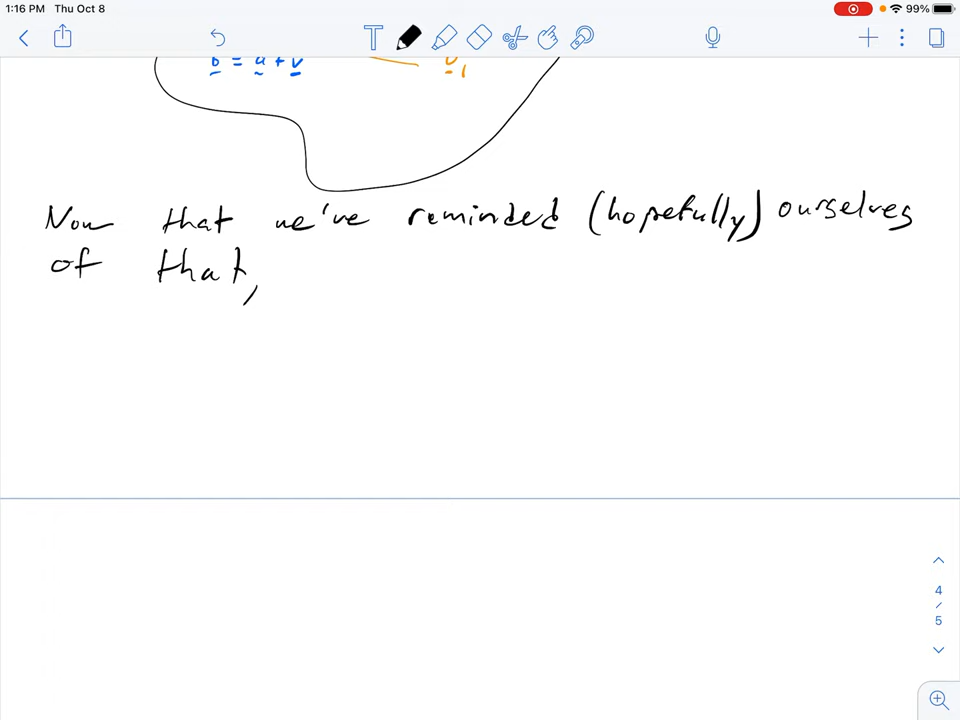 1:16 PM Thu Oct 8
99%
T
b = a + v
Now that we've reminded (hopefully) ourselves
of that,
4
/
5